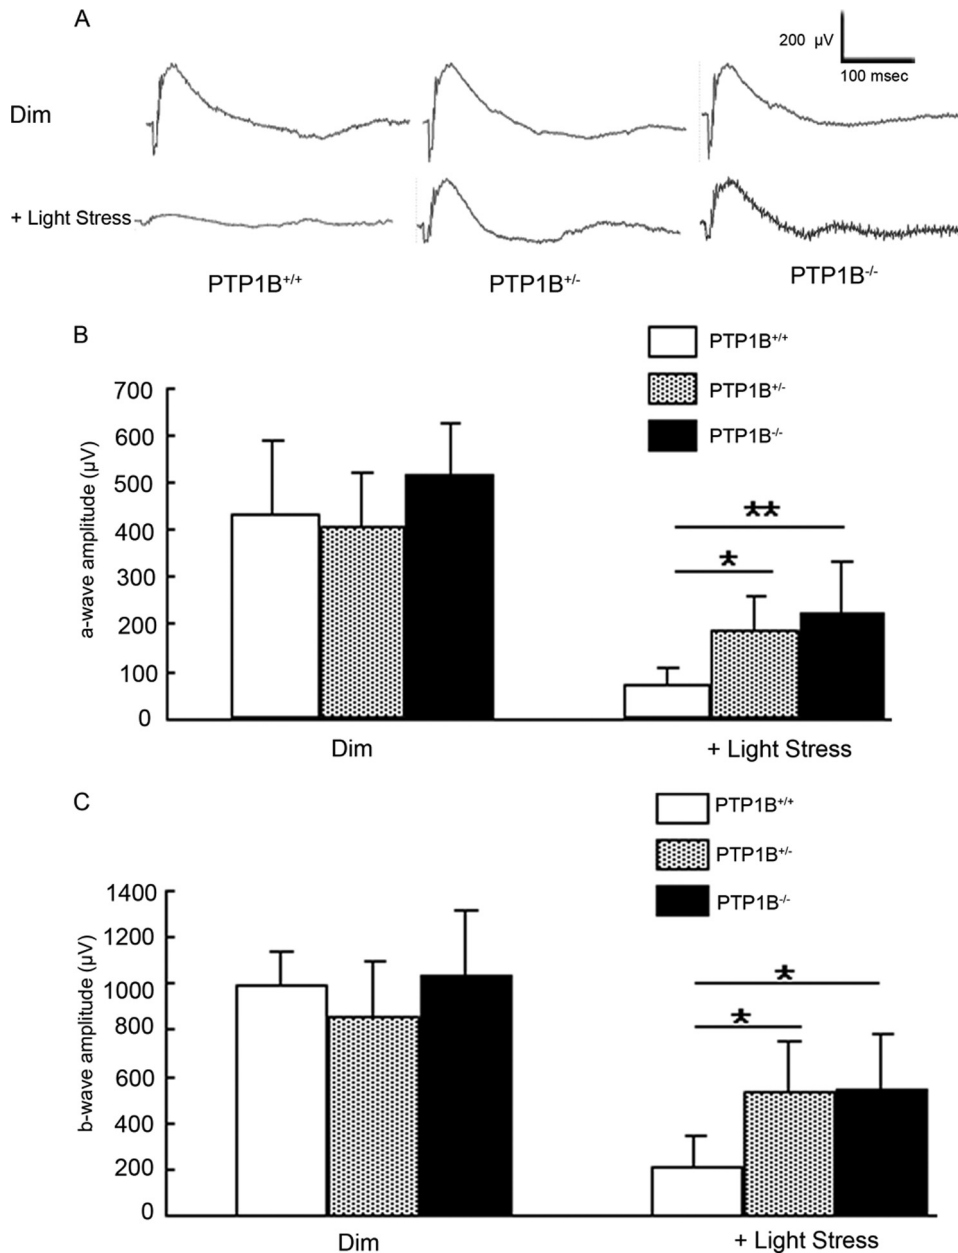 A
200 µV
100 msec
Dim
+ Light Stress
PTP1B+/+
PTP1B+/-
PTP1B-/-
B
PTP1B+/+
PTP1B+/-
PTP1B-/-
a-wave amplitude (µV)
700
600
500
400
300
200
100
0
**
*
Dim
+ Light Stress
C
PTP1B+/+
PTP1B+/-
PTP1B-/-
b-wave amplitude (µV)
1400
1200
1000
800
600
400
200
0
*
*
Dim
+ Light Stress